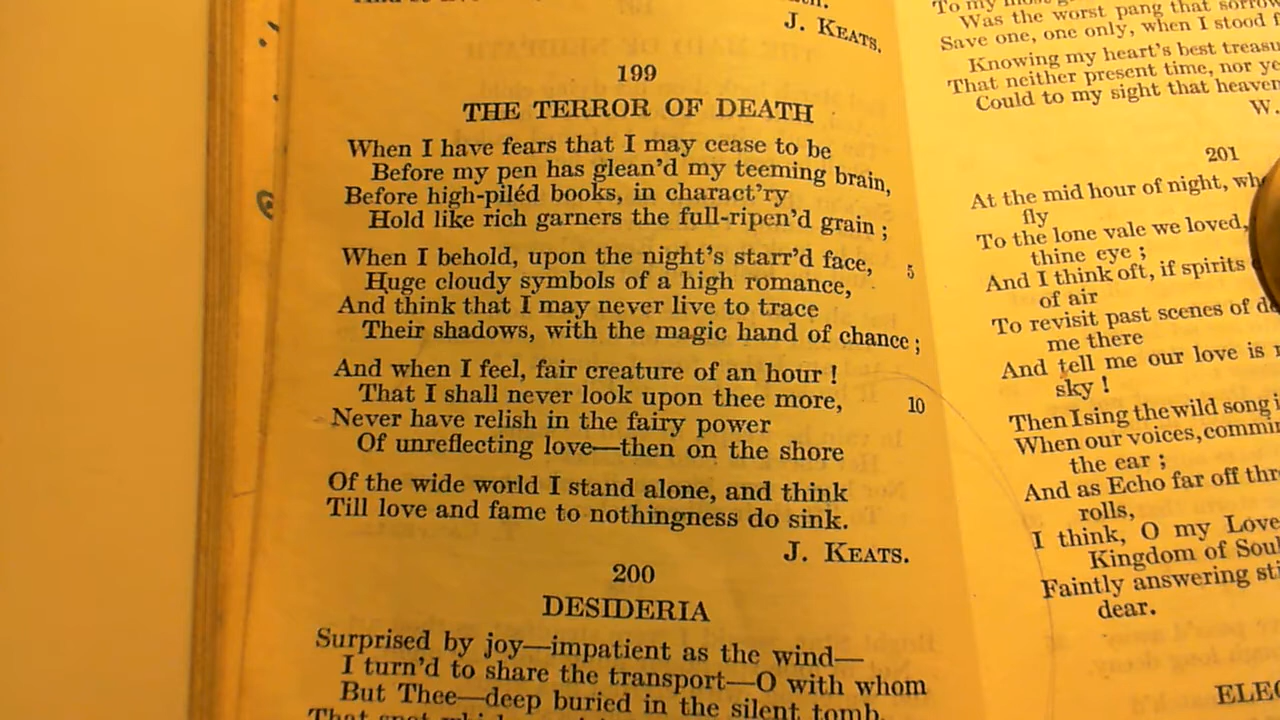 J. KEATS.
199
THE TERROR OF DEATH
When I have fears that I may cease to be
Before my pen has glean'd my teeming brain,
Before high-piléd books, in charact'ry
Hold like rich garners the full-ripen'd grain ;
When I behold, upon the night's starr'd face,
5
Huge cloudy symbols of a high romance,
And think that I may never live to trace
Their shadows, with the magic hand of chance ;
And when I feel, fair creature of an hour !
That I shall never look upon thee more,
10
Never have relish in the fairy power
Of unreflecting love—then on the shore
Of the wide world I stand alone, and think
Till love and fame to nothingness do sink.
J. KEATS.
200
DESIDERIA
Surprised by joy—impatient as the wind—
I turn'd to share the transport—O with whom
But Thee—deep buried in the silent tomb,
That spot which
To my
Was the worst pang that sorrow
Save one, one only, when I stood
Knowing my heart's best
That neither present time, nor
Could to my sight that
W.
201
At the mid hour of night,
fly
To the lone vale we loved,
thine eye ;
And I think oft, if spirits
of air
To revisit past scenes of
me there
And tell me our love is
sky !
Then I sing the wild song
When our voices,
the ear ;
And as Echo far off
rolls,
I think, O my Love
Kingdom of
Faintly answering
dear.